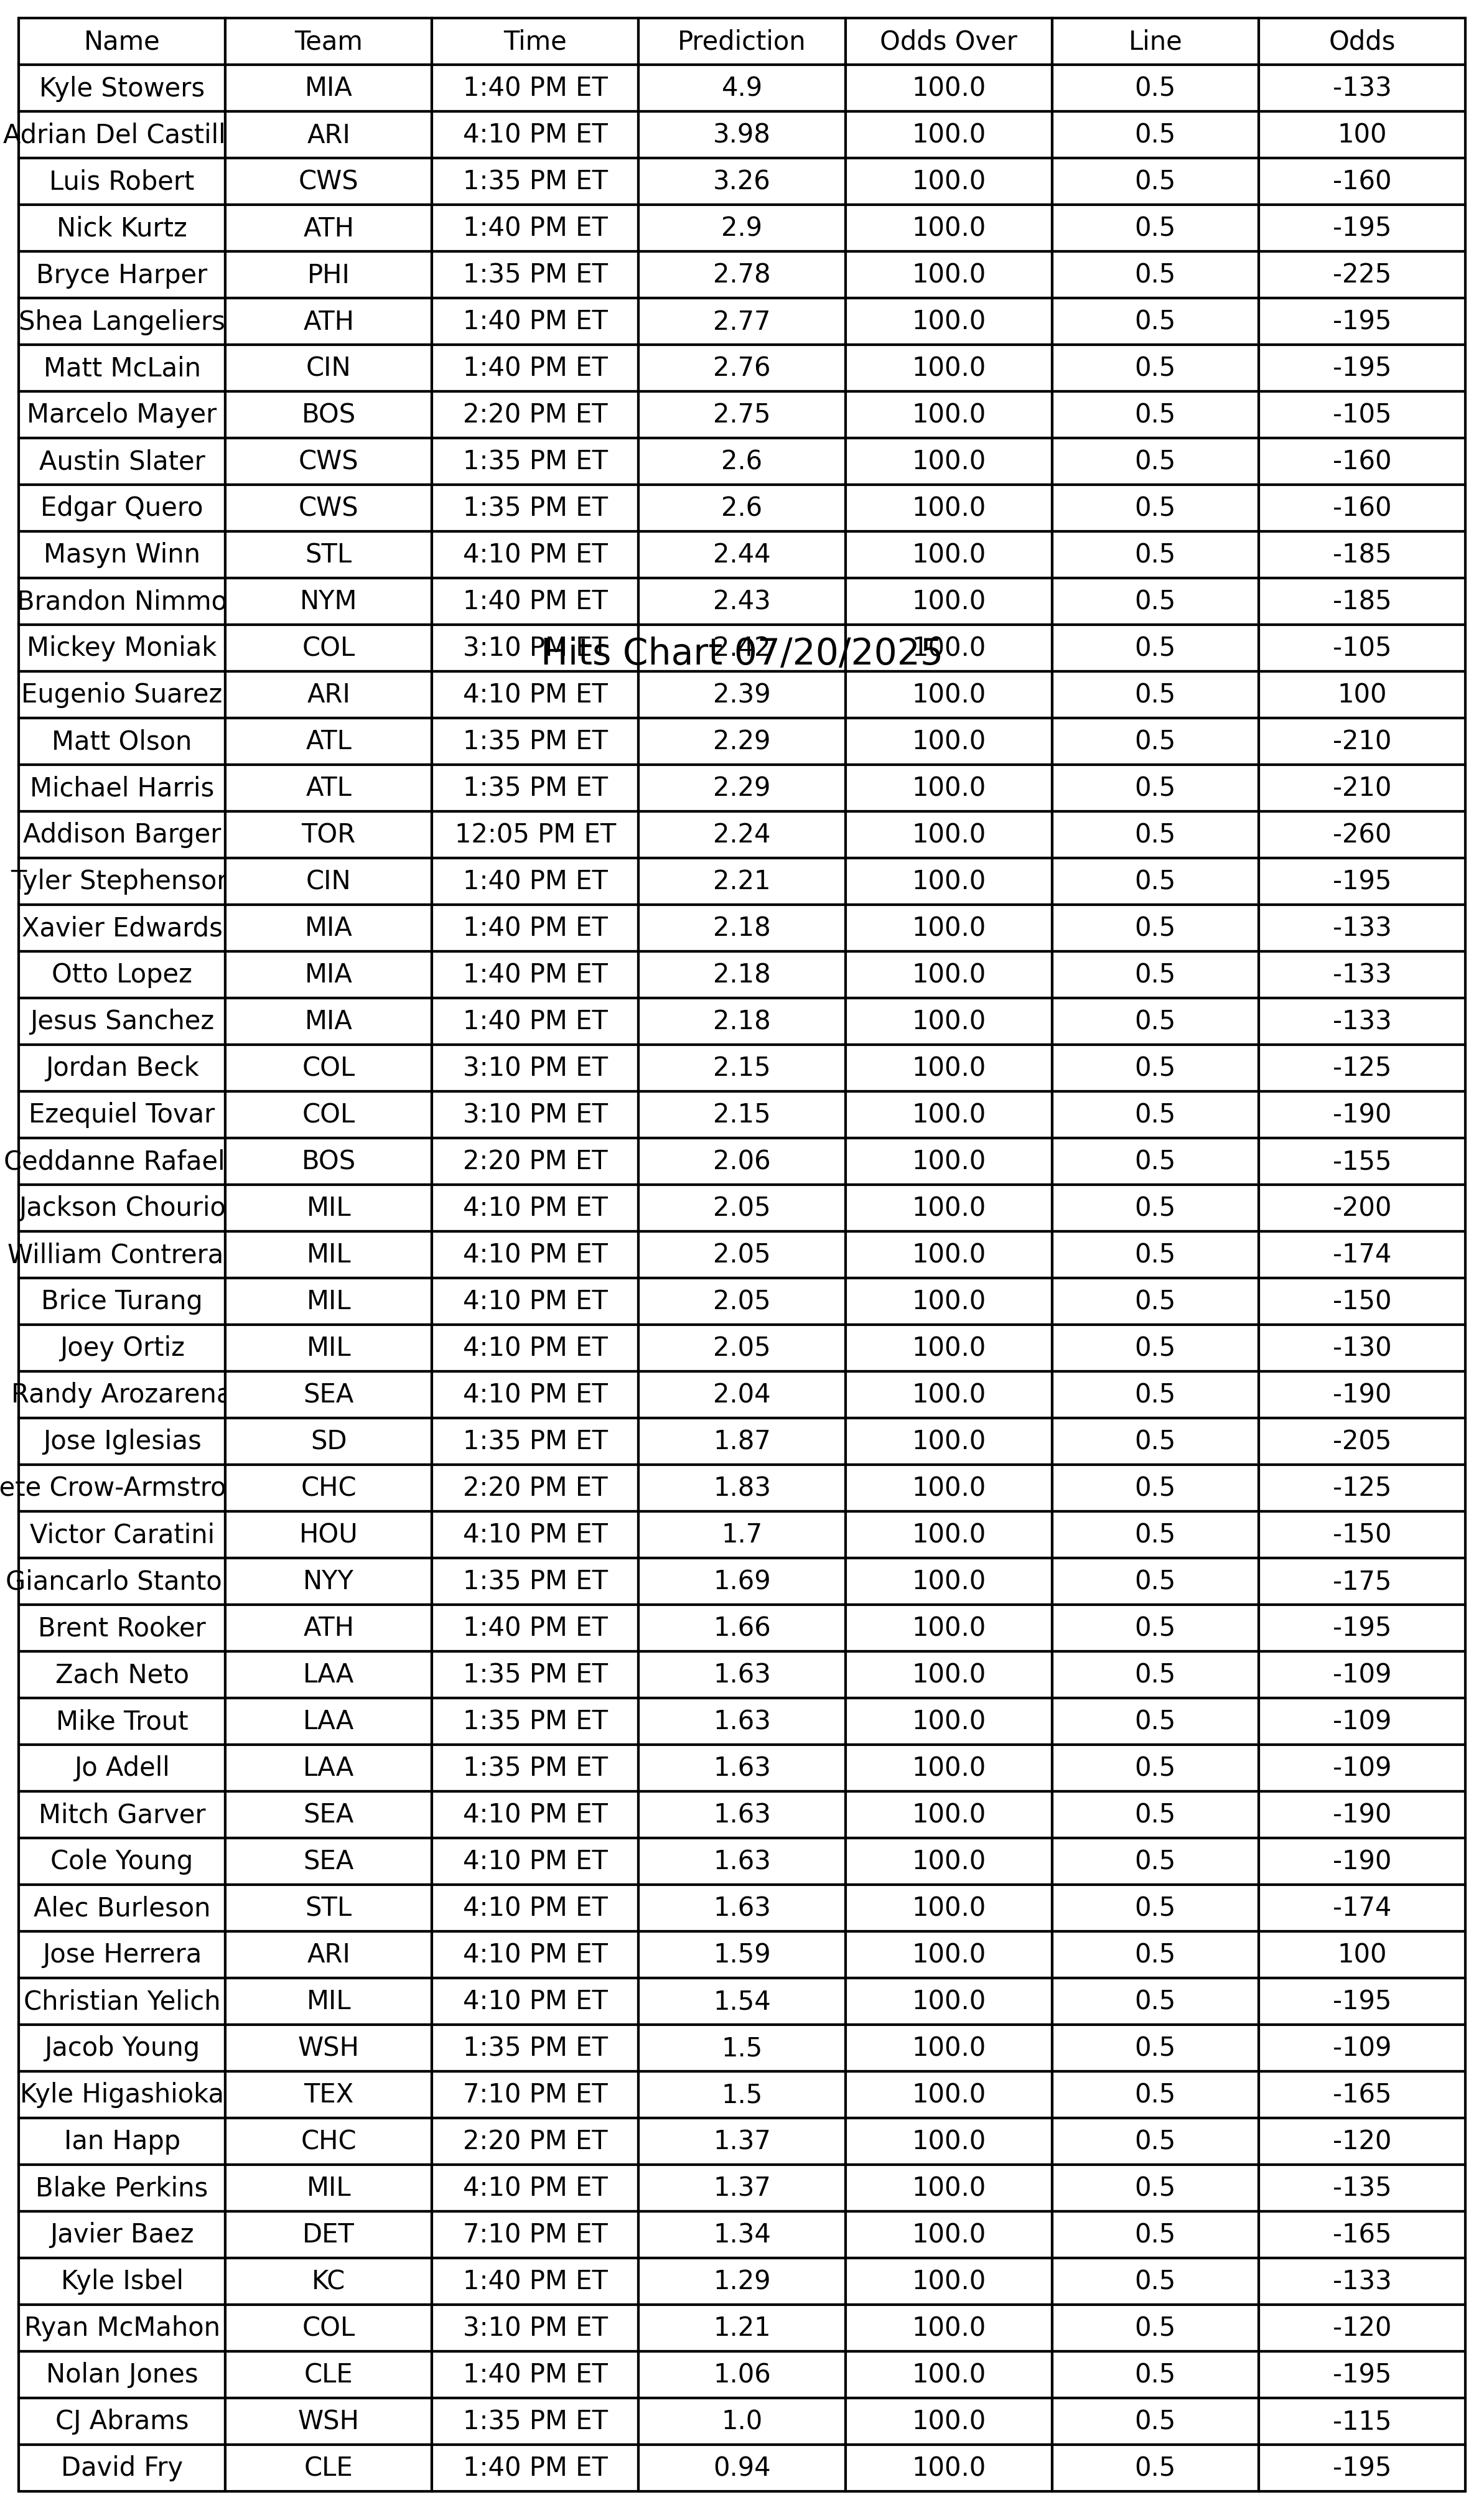 Name Team Time Prediction Odds Over Line Odds
Kyle Stowers MIA 1:40 PM ET 4.9 100.0 0.5 -133
Adrian Del Castill ARI 4:10 PM ET 3.98 100.0 0.5 100
Luis Robert CWS 1:35 PM ET 3.26 100.0 0.5 -160
Nick Kurtz ATH 1:40 PM ET 2.9 100.0 0.5 -195
Bryce Harper PHI 1:35 PM ET 2.78 100.0 0.5 -225
Shea Langeliers ATH 1:40 PM ET 2.77 100.0 0.5 -195
Matt McLain CIN 1:40 PM ET 2.76 100.0 0.5 -195
Marcelo Mayer BOS 2:20 PM ET 2.75 100.0 0.5 -105
Austin Slater CWS 1:35 PM ET 2.6 100.0 0.5 -160
Edgar Quero CWS 1:35 PM ET 2.6 100.0 0.5 -160
Masyn Winn STL 4:10 PM ET 2.44 100.0 0.5 -185
Brandon Nimmo NYM 1:40 PM ET 2.43 100.0 0.5 -185
Mickey Moniak COL 3:10 PM ET 2.42 100.0 0.5 -105
Hits Chart 07/20/2025
Eugenio Suarez ARI 4:10 PM ET 2.39 100.0 0.5 100
Matt Olson ATL 1:35 PM ET 2.29 100.0 0.5 -210
Michael Harris ATL 1:35 PM ET 2.29 100.0 0.5 -210
Addison Barger TOR 12:05 PM ET 2.24 100.0 0.5 -260
Tyler Stephenson CIN 1:40 PM ET 2.21 100.0 0.5 -195
Xavier Edwards MIA 1:40 PM ET 2.18 100.0 0.5 -133
Otto Lopez MIA 1:40 PM ET 2.18 100.0 0.5 -133
Jesus Sanchez MIA 1:40 PM ET 2.18 100.0 0.5 -133
Jordan Beck COL 3:10 PM ET 2.15 100.0 0.5 -125
Ezequiel Tovar COL 3:10 PM ET 2.15 100.0 0.5 -190
Ceddanne Rafael BOS 2:20 PM ET 2.06 100.0 0.5 -155
Jackson Chourio MIL 4:10 PM ET 2.05 100.0 0.5 -200
William Contrera MIL 4:10 PM ET 2.05 100.0 0.5 -174
Brice Turang MIL 4:10 PM ET 2.05 100.0 0.5 -150
Joey Ortiz MIL 4:10 PM ET 2.05 100.0 0.5 -130
Randy Arozarena SEA 4:10 PM ET 2.04 100.0 0.5 -190
Jose Iglesias SD 1:35 PM ET 1.87 100.0 0.5 -205
ete Crow-Armstro CHC 2:20 PM ET 1.83 100.0 0.5 -125
Victor Caratini HOU 4:10 PM ET 1.7 100.0 0.5 -150
Giancarlo Stanto NYY 1:35 PM ET 1.69 100.0 0.5 -175
Brent Rooker ATH 1:40 PM ET 1.66 100.0 0.5 -195
Zach Neto LAA 1:35 PM ET 1.63 100.0 0.5 -109
Mike Trout LAA 1:35 PM ET 1.63 100.0 0.5 -109
Jo Adell LAA 1:35 PM ET 1.63 100.0 0.5 -109
Mitch Garver SEA 4:10 PM ET 1.63 100.0 0.5 -190
Cole Young SEA 4:10 PM ET 1.63 100.0 0.5 -190
Alec Burleson STL 4:10 PM ET 1.63 100.0 0.5 -174
Jose Herrera ARI 4:10 PM ET 1.59 100.0 0.5 100
Christian Yelich MIL 4:10 PM ET 1.54 100.0 0.5 -195
Jacob Young WSH 1:35 PM ET 1.5 100.0 0.5 -109
Kyle Higashioka TEX 7:10 PM ET 1.5 100.0 0.5 -165
Ian Happ CHC 2:20 PM ET 1.37 100.0 0.5 -120
Blake Perkins MIL 4:10 PM ET 1.37 100.0 0.5 -135
Javier Baez DET 7:10 PM ET 1.34 100.0 0.5 -165
Kyle Isbel KC 1:40 PM ET 1.29 100.0 0.5 -133
Ryan McMahon COL 3:10 PM ET 1.21 100.0 0.5 -120
Nolan Jones CLE 1:40 PM ET 1.06 100.0 0.5 -195
CJ Abrams WSH 1:35 PM ET 1.0 100.0 0.5 -115
David Fry CLE 1:40 PM ET 0.94 100.0 0.5 -195